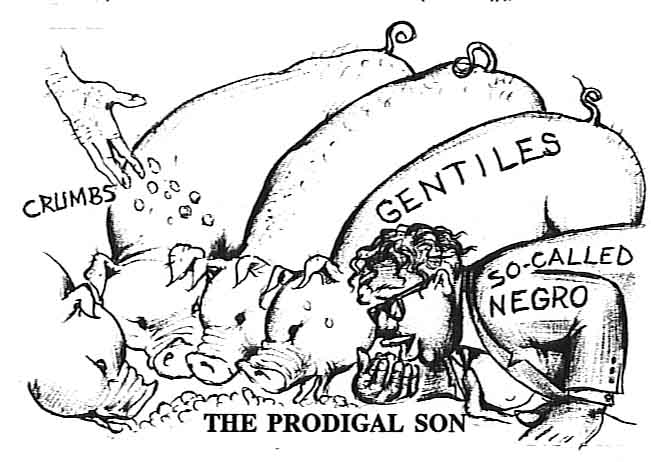 CRUMBS
GENTILES
SO-CALLED
NEGRO
THE PRODIGAL SON